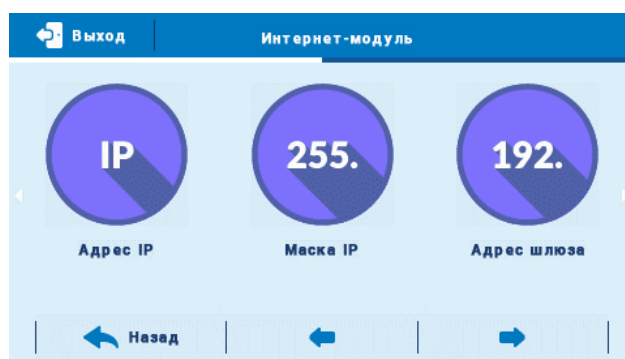 Выход
Интернет-модуль
IP
255.
192.
Адрес IP
Маска IP
Адрес шлюза
Назад